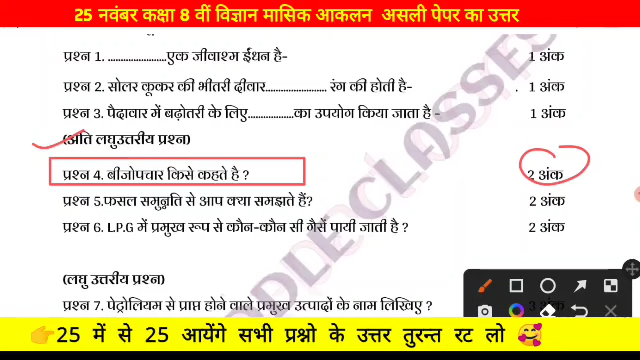 25 नवंबर कक्षा 8 वीं विज्ञान मासिक आकलन असली पेपर का उत्तर
प्रश्न 1. ......................एक जीवाश्म ईंधन है- 1 अंक
प्रश्न 2. सोलर कूकर की भीतरी दीवार...................... रंग की होती है- 1 अंक
प्रश्न 3. पैदावार में बढ़ोतरी के लिए.................का उपयोग किया जाता है - 1 अंक
(अति लघुउत्तरीय प्रश्न)
प्रश्न 4. बीजोपचार किसे कहते है ? 2 अंक
प्रश्न 5.फसल समुन्नति से आप क्या समझते हैं? 2 अंक
प्रश्न 6. L.P.G में प्रमुख रूप से कौन-कौन सी गैसें पायी जाती है ? 2 अंक
(लघु उत्तरीय प्रश्न)
प्रश्न 7. पेट्रोलियम से प्राप्त होने वाले प्रमुख उत्पादों के नाम लिखिए ? 3 अंक
25 में से 25 आयेंगे सभी प्रश्नो के उत्तर तुरन्त रट लो